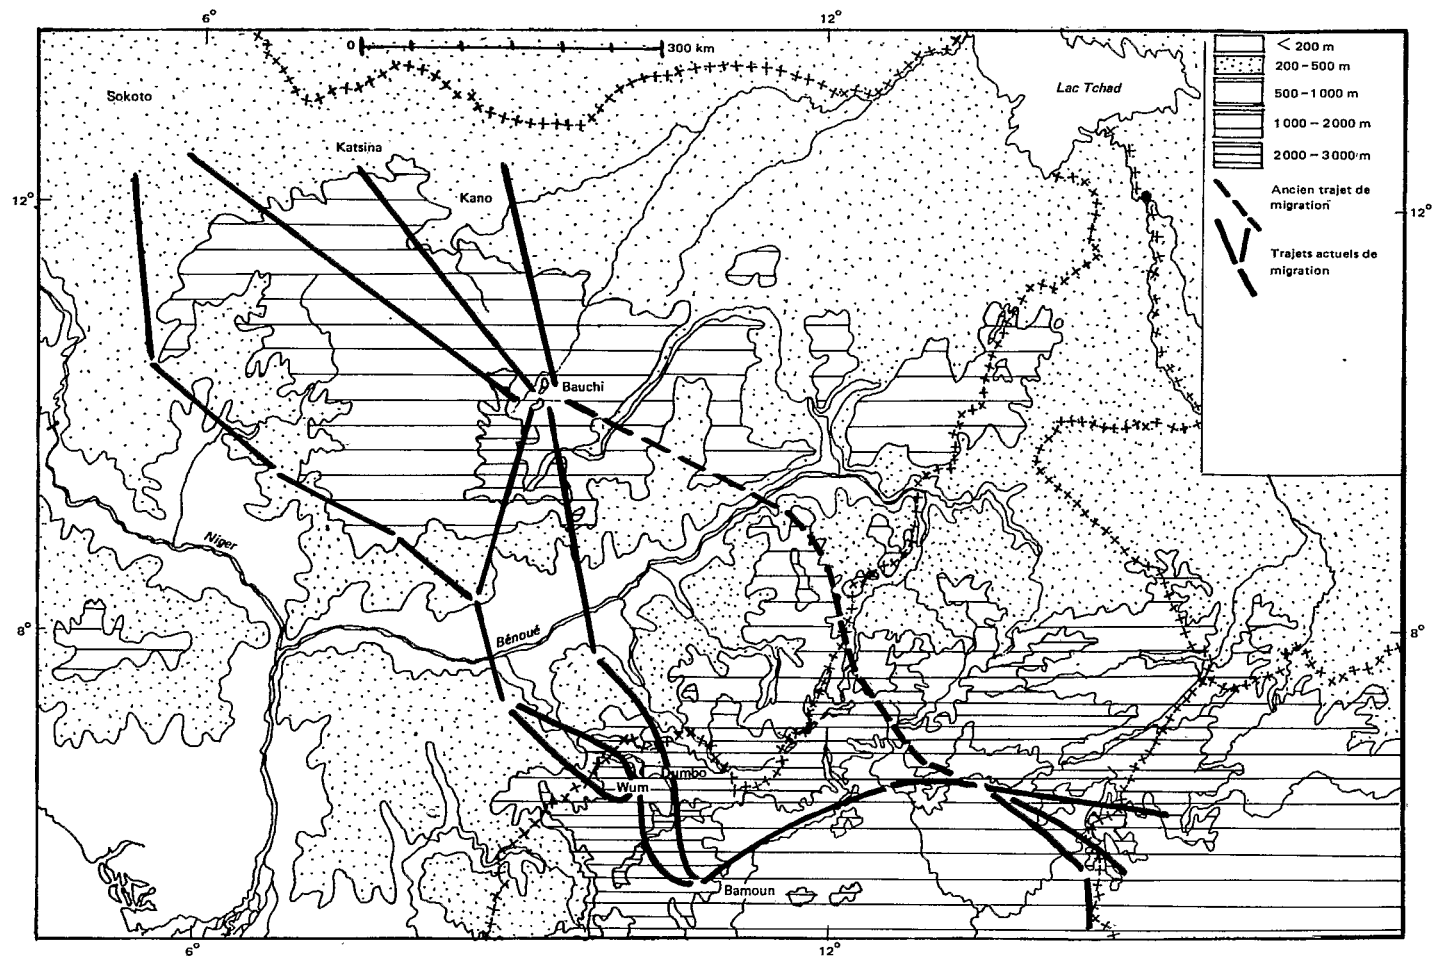 6° 12°
0 300 km
< 200 m
200-500 m
500-1000 m
1000-2000 m
2000-3000 m
Ancien trajet de
migration
Trajets actuels de
migration
Lac Tchad
Sokoto
Katsina
Kano
12° 12°
Bauchi
Niger
Bénoué
8° 8°
Dumbo
Wum
Bamoun
6° 12°